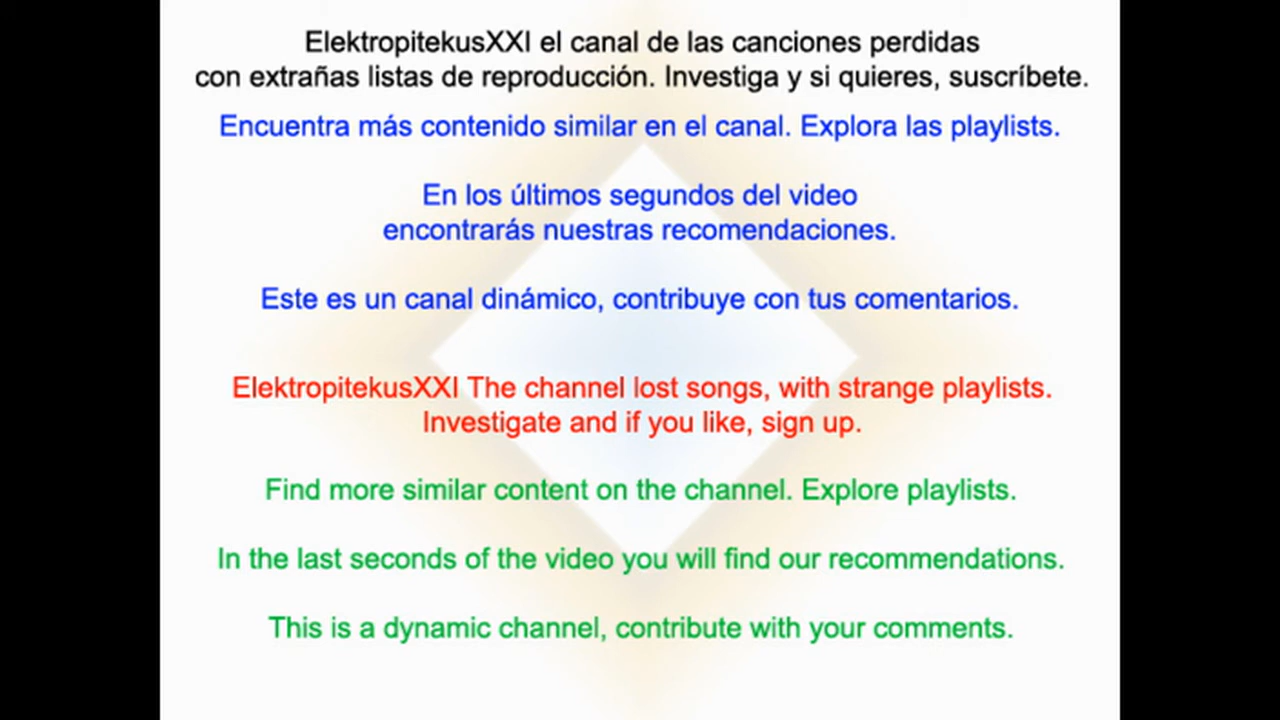 ElektropitekusXXI el canal de las canciones perdidas
con extrañas listas de reproducción. Investiga y si quieres, suscríbete.
Encuentra más contenido similar en el canal. Explora las playlists.
En los últimos segundos del video
encontrarás nuestras recomendaciones.
Este es un canal dinámico, contribuye con tus comentarios.
ElektropitekusXXI The channel lost songs, with strange playlists.
Investigate and if you like, sign up.
Find more similar content on the channel. Explore playlists.
In the last seconds of the video you will find our recommendations.
This is a dynamic channel, contribute with your comments.